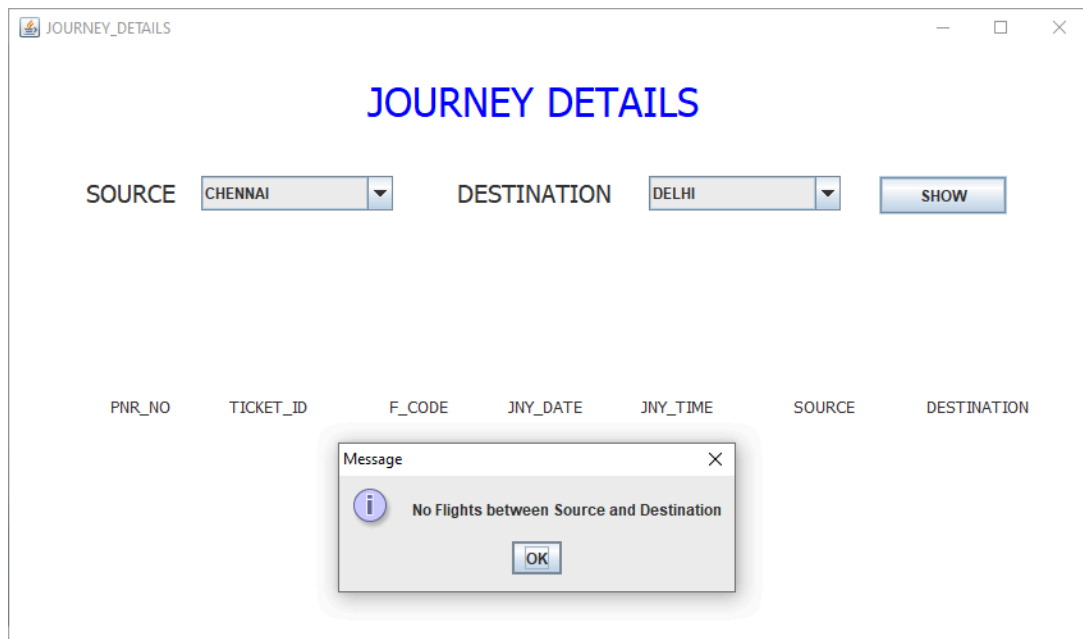 JOURNEY_DETAILS
JOURNEY DETAILS
SOURCE CHENNAI DESTINATION DELHI SHOW
PNR_NO TICKET_ID F_CODE JNY_DATE JNY_TIME SOURCE DESTINATION
Message
No Flights between Source and Destination
OK